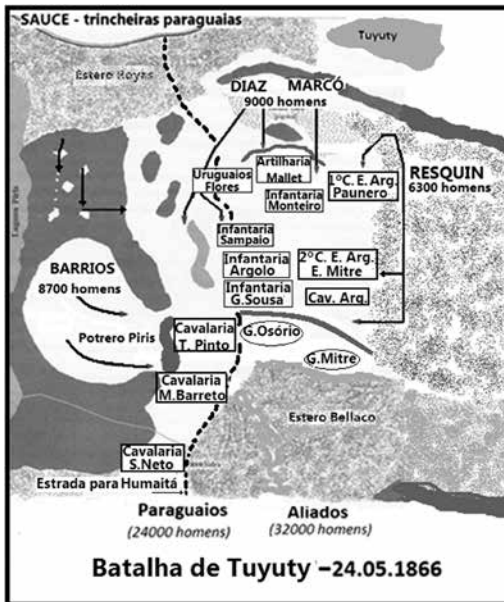 SAUCE - trincheiras paraguaias
Tuyuty
Estero Royas
DIAZ
MARCÓ
9000 homens
Artilharia
Mallet
Uruguaios
Flores
Infantaria
Monteiro
1ºC. E. Arg.
Paunero
RESQUIN
6300 homens
Laguna Piris
Infantaria
Sampaio
Infantaria
Argolo
2ºC. E. Arg.
E. Mitre
BARRIOS
8700 homens
Infantaria
G.Sousa
Cav. Arg.
Potrero Piris
Cavalaria
T. Pinto
G.Osório
G.Mitre
Cavalaria
M.Barreto
Estero Bellaco
Cavalaria
S.Neto
Estrada para Humaitá
Paraguaios
(24000 homens)
Aliados
(32000 homens)
Batalha de Tuyuty –24.05.1866